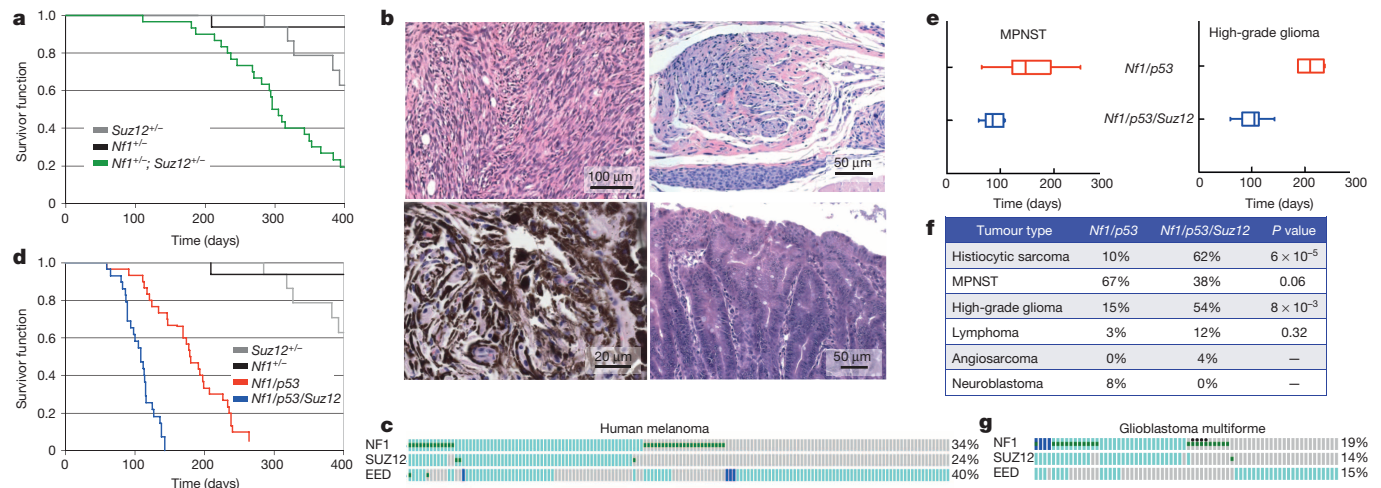 a
Survivor function
1.0
0.8
0.6
0.4
0.2
0
100
200
300
400
Time (days)
Suz12+/–
Nf1+/–
Nf1+/–; Suz12+/–
b
100 μm
50 μm
20 μm
50 μm
c
Human melanoma
NF1 34%
SUZ12 24%
EED 40%
d
Survivor function
1.0
0.8
0.6
0.4
0.2
0
0
100
200
300
400
Time (days)
Suz12+/–
Nf1+/–
Nf1/p53
Nf1/p53/Suz12
e
MPNST
High-grade glioma
Nf1/p53
Nf1/p53/Suz12
0 100 200 300
0 100 200 300
Time (days)
Time (days)
f
Tumour type Nf1/p53 Nf1/p53/Suz12 P value
Histiocytic sarcoma 10% 62% 6 × 10–5
MPNST 67% 38% 0.06
High-grade glioma 15% 54% 8 × 10–3
Lymphoma 3% 12% 0.32
Angiosarcoma 0% 4% —
Neuroblastoma 8% 0% —
g
Glioblastoma multiforme
NF1 19%
SUZ12 14%
EED 15%